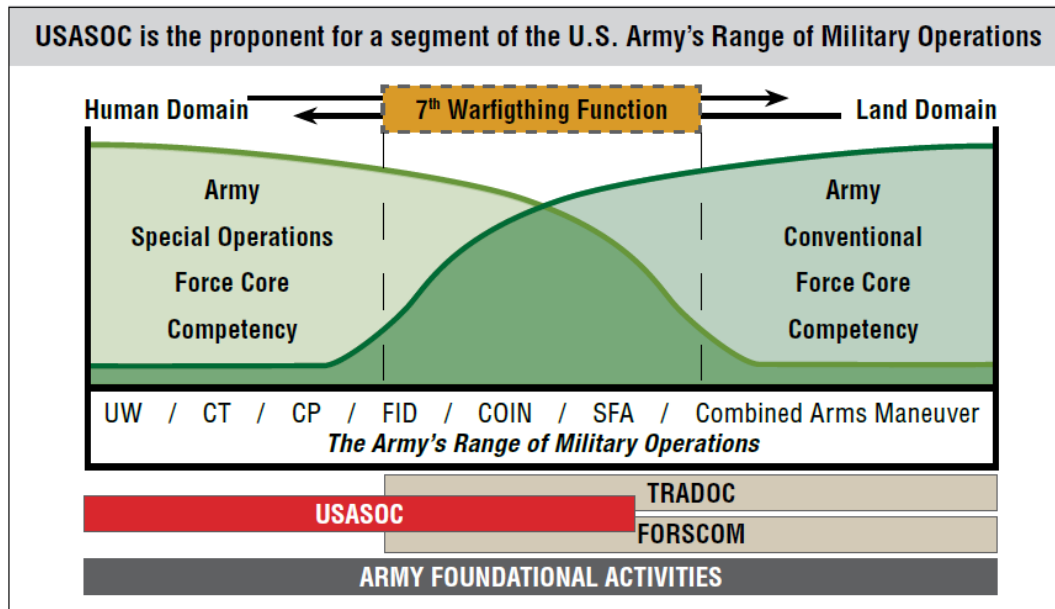 USASOC is the proponent for a segment of the U.S. Army's Range of Military Operations
Human Domain
7th Warfigthing Function
Land Domain
Army
Special Operations
Force Core
Competency
Army
Conventional
Force Core
Competency
UW / CT / CP / FID / COIN / SFA / Combined Arms Maneuver
The Army's Range of Military Operations
TRADOC
USASOC
FORSCOM
ARMY FOUNDATIONAL ACTIVITIES